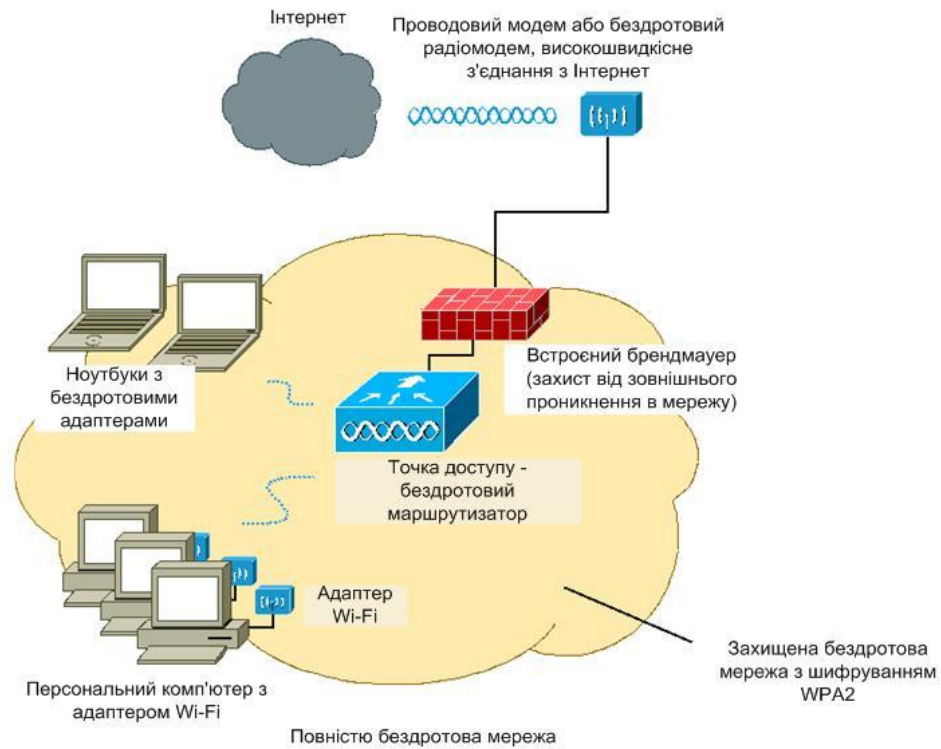 Інтернет
Проводовий модем або бездротовий
радіомодем, високошвидкісне
з'єднання з Інтернет
Встроєний брендмауер
(захист від зовнішнього
проникнення в мережу)
Ноутбуки з
бездротовими
адаптерами
Точка доступу -
бездротовий
маршрутизатор
Адаптер
Wi-Fi
Захищена бездротова
мережа з шифруванням
WPA2
Персональний комп'ютер з
адаптером Wi-Fi
Повністю бездротова мережа